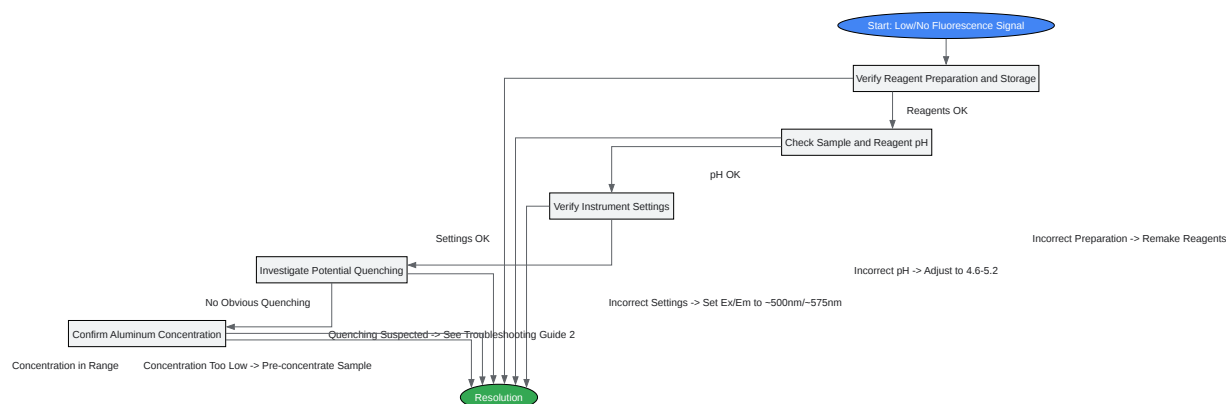 Start: Low/No Fluorescence Signal
Verify Reagent Preparation and Storage
Reagents OK
Check Sample and Reagent pH
pH OK
Verify Instrument Settings
Settings OK
Incorrect Preparation -> Remake Reagents
Investigate Potential Quenching
Incorrect pH -> Adjust to 4.6-5.2
No Obvious Quenching
Incorrect Settings -> Set Ex/Em to ~500nm/~575nm
Confirm Aluminum Concentration
Quenching Suspected -> See Troubleshooting Guide 2
Concentration in Range
Concentration Too Low -> Pre-concentrate Sample
Resolution